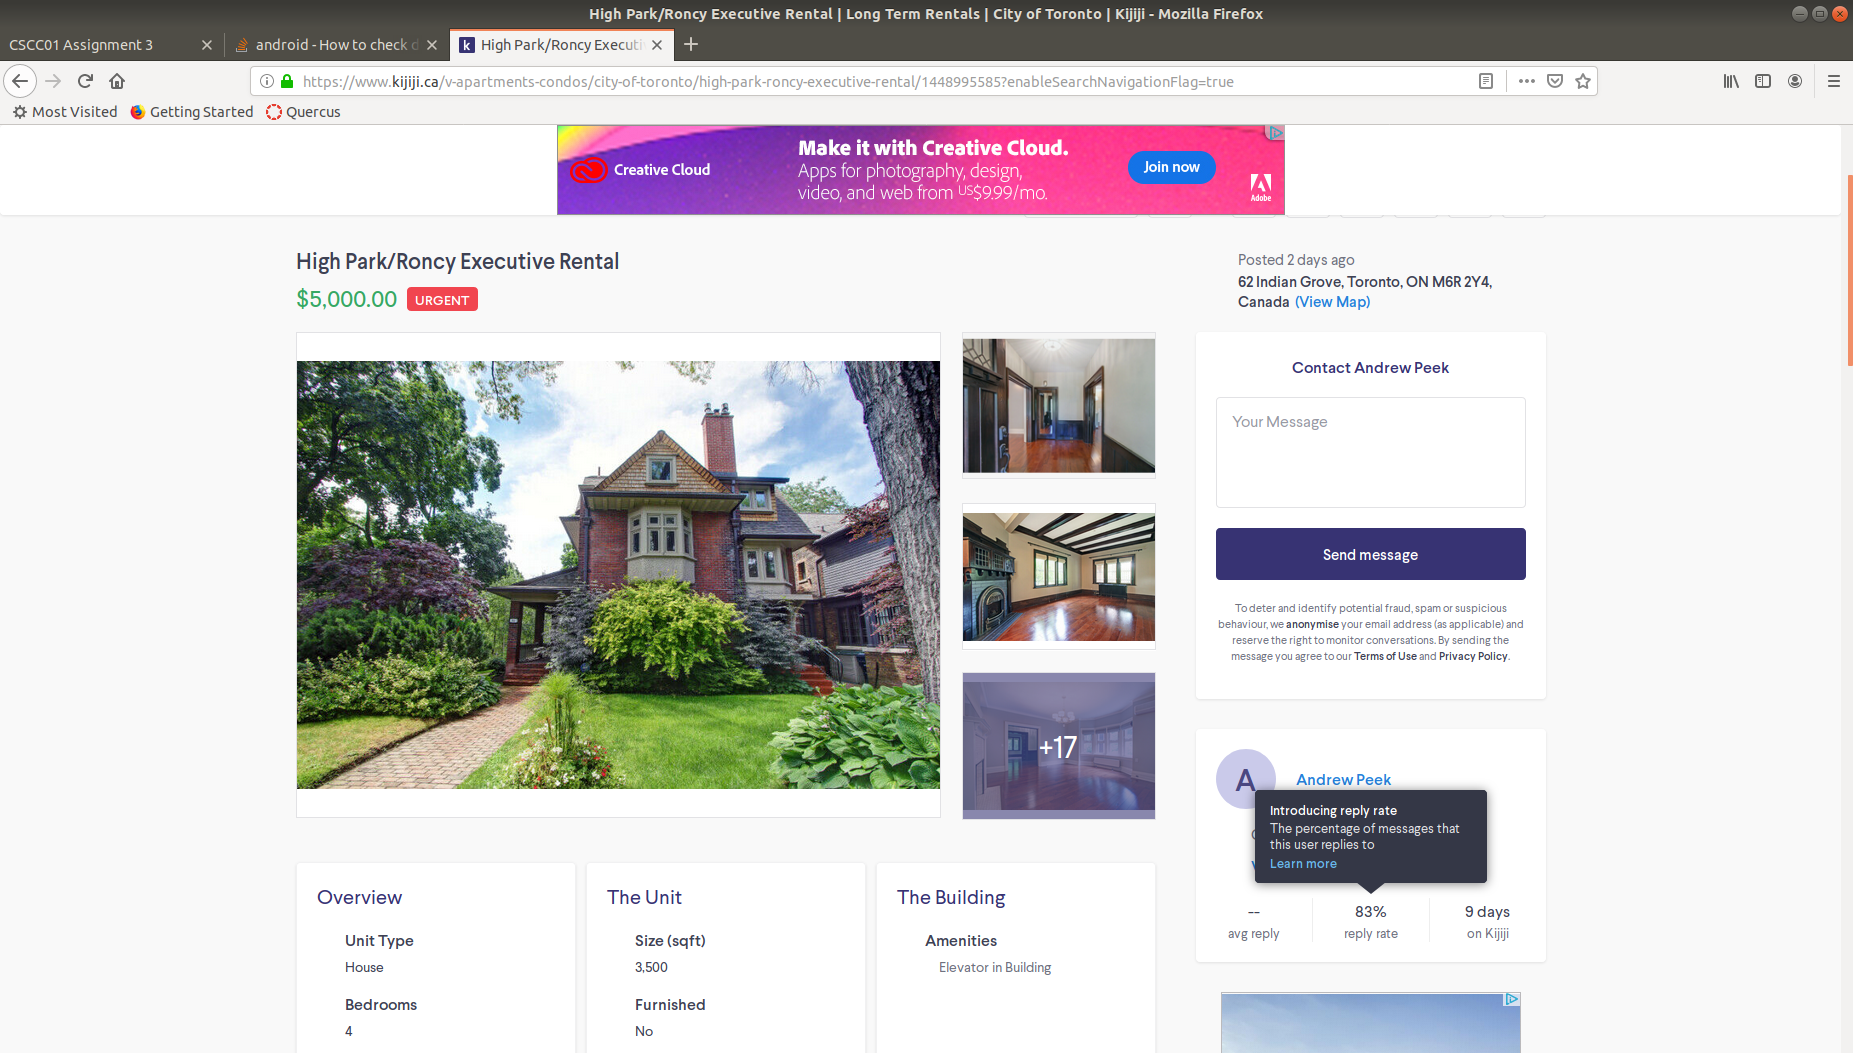 High Park/Roncy Executive Rental | Long Term Rentals | City of Toronto | Kijiji - Mozilla Firefox
CSCC01 Assignment 3
android - How to check d
High Park/Roncy Executi
https://www.kijiji.ca/v-apartments-condos/city-of-toronto/high-park-roncy-executive-rental/1448995585?enableSearchNavigationFlag=true
Most Visited
Getting Started
Quercus
Creative Cloud
Make it with Creative Cloud.
Apps for photography, design,
video, and web from US$9.99/mo.
Join now
Adobe
High Park/Roncy Executive Rental
$5,000.00
URGENT
Posted 2 days ago
62 Indian Grove, Toronto, ON M6R 2Y4,
Canada (View Map)
+17
Contact Andrew Peek
Your Message
Send message
To deter and identify potential fraud, spam or suspicious
behaviour, we anonymise your email address (as applicable) and
reserve the right to monitor conversations. By sending the
message you agree to our Terms of Use and Privacy Policy.
A
Andrew Peek
Introducing reply rate
The percentage of messages that
this user replies to
Learn more
--
avg reply
83%
reply rate
9 days
on Kijiji
Overview
Unit Type
House
Bedrooms
4
The Unit
Size (sqft)
3,500
Furnished
No
The Building
Amenities
Elevator in Building